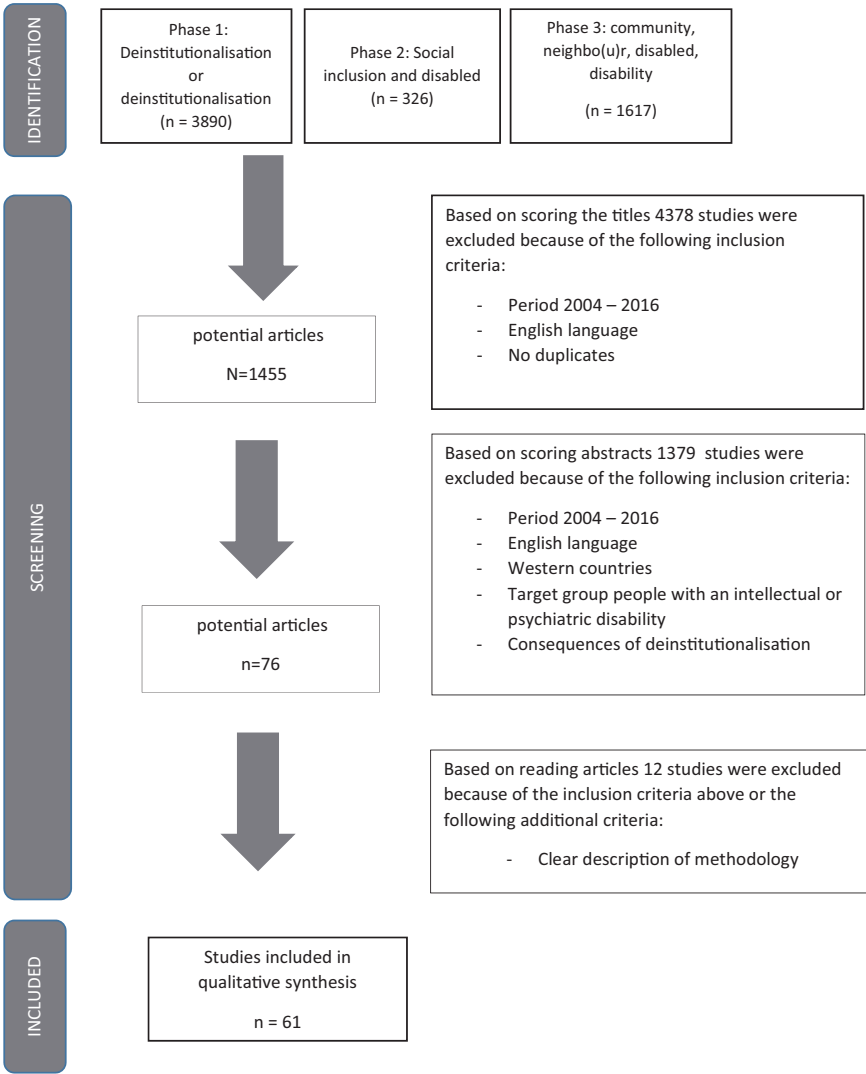 IDENTIFICATION
Phase 1:
Deinstitutionalisation
or
deinstitutionalisation
(n = 3890)
Phase 2: Social
inclusion and disabled
(n = 326)
Phase 3: community,
neighbo(u)r, disabled,
disability
(n = 1617)
SCREENING
Based on scoring the titles 4378 studies were
excluded because of the following inclusion
criteria:
- Period 2004 – 2016
- English language
- No duplicates
potential articles
N=1455
Based on scoring abstracts 1379 studies were
excluded because of the following inclusion criteria:
- Period 2004 – 2016
- English language
- Western countries
- Target group people with an intellectual or
psychiatric disability
- Consequences of deinstitutionalisation
potential articles
n=76
Based on reading articles 12 studies were excluded
because of the inclusion criteria above or the
following additional criteria:
- Clear description of methodology
INCLUDED
Studies included in
qualitative synthesis
n = 61